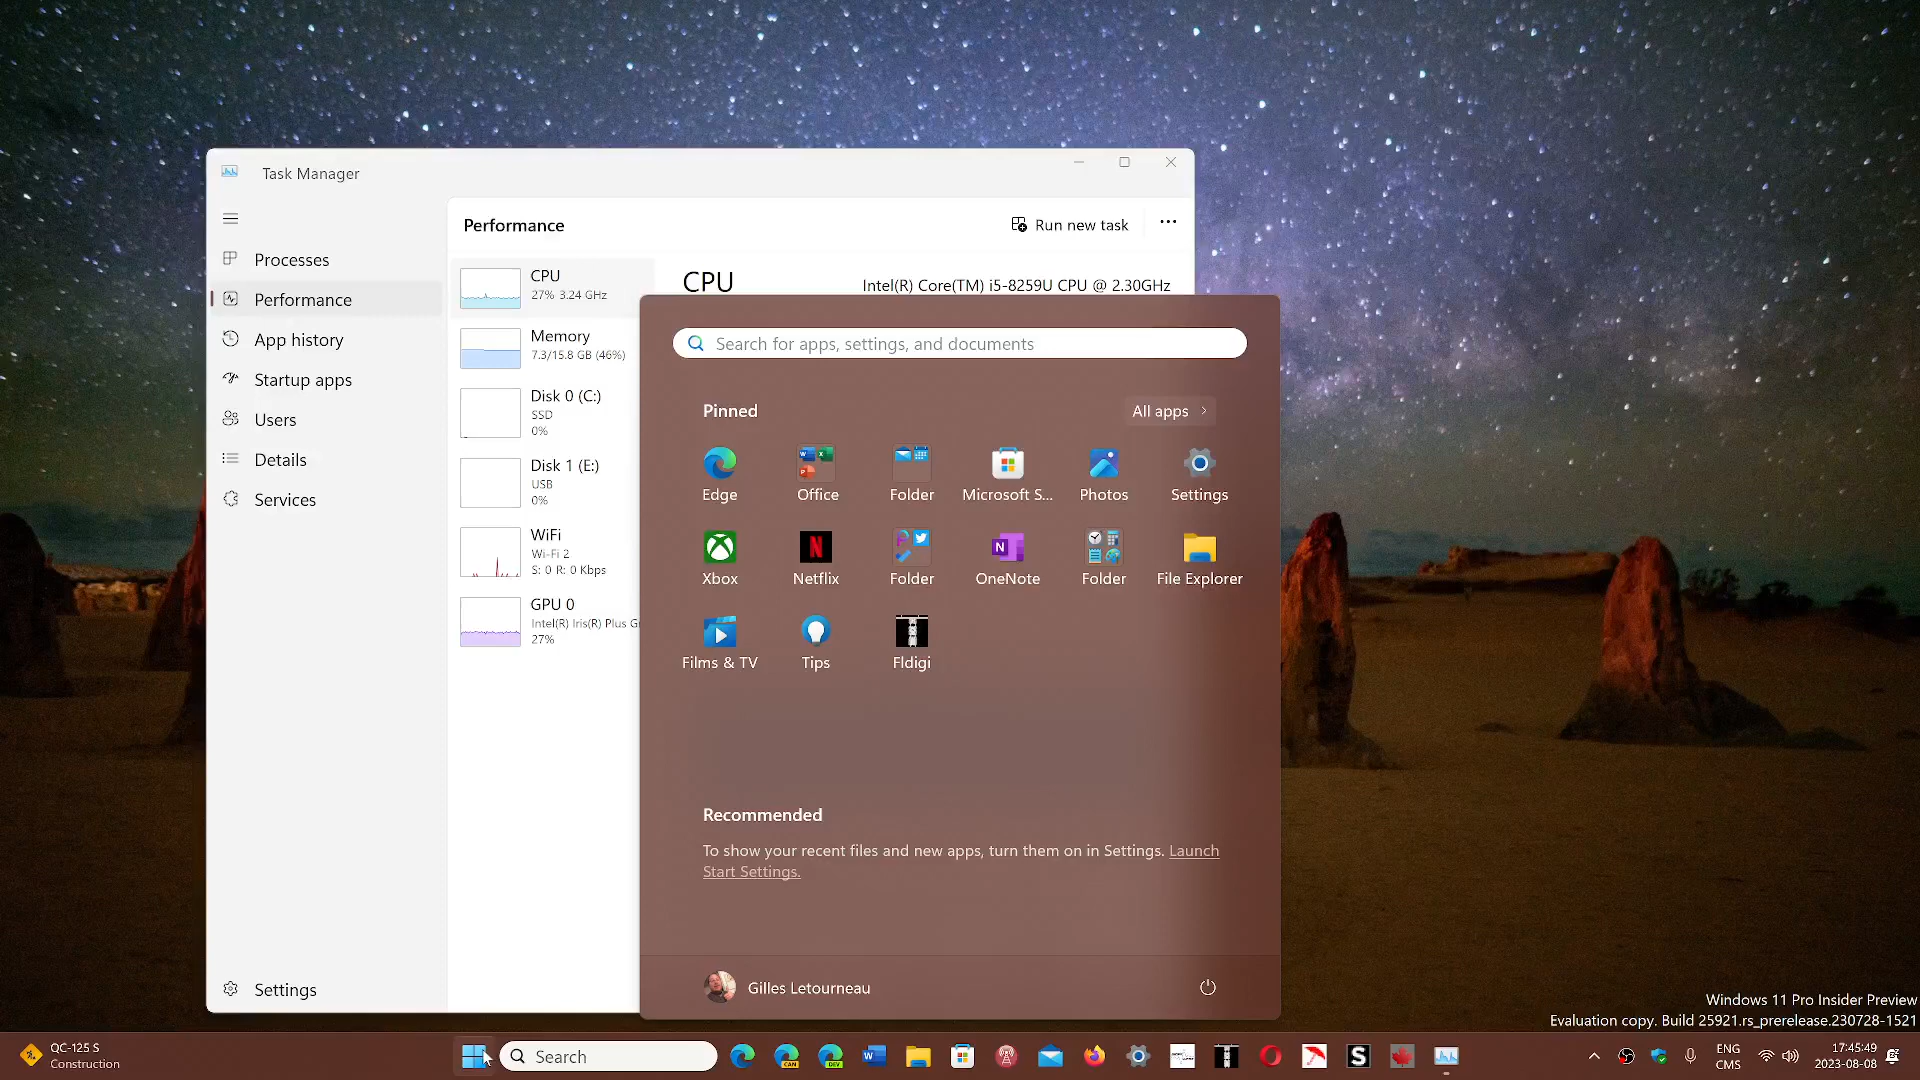 Task Manager
Performance
Run new task
Processes
Performance
App history
Startup apps
Users
Details
Services
Settings
CPU
27% 3.24 GHz
Memory
7.3/15.8 GB (46%)
Disk 0 (C:)
SSD
0%
Disk 1 (E:)
USB
0%
WiFi
Wi-Fi 2
S: 0 R: 0 Kbps
GPU 0
Intel(R) Iris(R) Plus Gr
27%
CPU
Intel(R) Core(TM) i5-8259U CPU @ 2.30GHz
Search for apps, settings, and documents
Pinned
All apps
Edge
Office
Folder
Microsoft S...
Photos
Settings
Xbox
Netflix
Folder
OneNote
Folder
File Explorer
Films & TV
Tips
Fldigi
Recommended
To show your recent files and new apps, turn them on in Settings. Launch
Start Settings.
Gilles Letourneau
Windows 11 Pro Insider Preview
Evaluation copy. Build 25921.rs_prerelease.230728-1521
QC-125 S
Construction
Search
CAN
DEV
ENG
CMS
17:45:49
2023-08-08